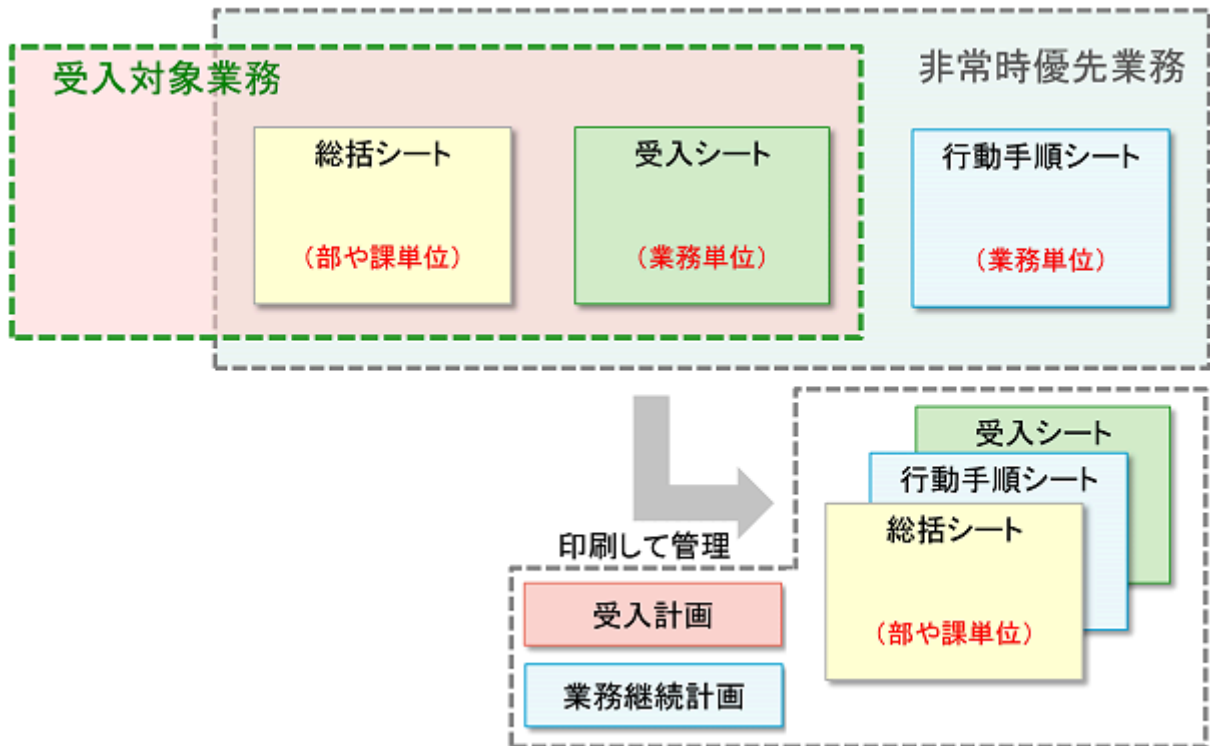 受入対象業務
非常時優先業務
総括シート
（部や課単位）
受入シート
（業務単位）
行動手順シート
（業務単位）
印刷して管理
受入計画
業務継続計画
受入シート
行動手順シート
総括シート
（部や課単位）